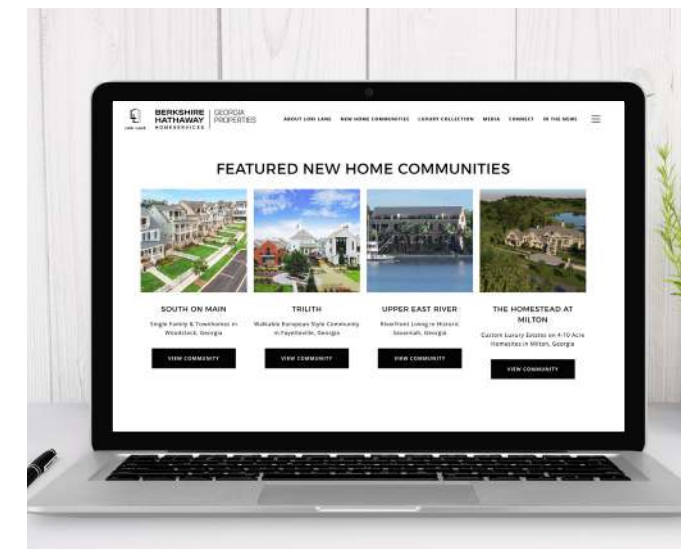 BERKSHIRE HATHAWAY HOMESERVICES
GEORGIA PROPERTIES
LORI LANE
ABOUT LORI LANE NEW HOME COMMUNITIES LUXURY COLLECTION MEDIA CONNECT IN THE NEWS
FEATURED NEW HOME COMMUNITIES
SOUTH ON MAIN
Single Family & Townhomes in
Woodstock, Georgia
VIEW COMMUNITY
TRILITH
Walkable European Style Community
in Fayetteville, Georgia
VIEW COMMUNITY
UPPER EAST RIVER
Riverfront Living in Historic
Savannah, Georgia
VIEW COMMUNITY
THE HOMESTEAD AT
MILTON
Custom Luxury Estates on 4-10 Acre
Homesites in Milton, Georgia
VIEW COMMUNITY